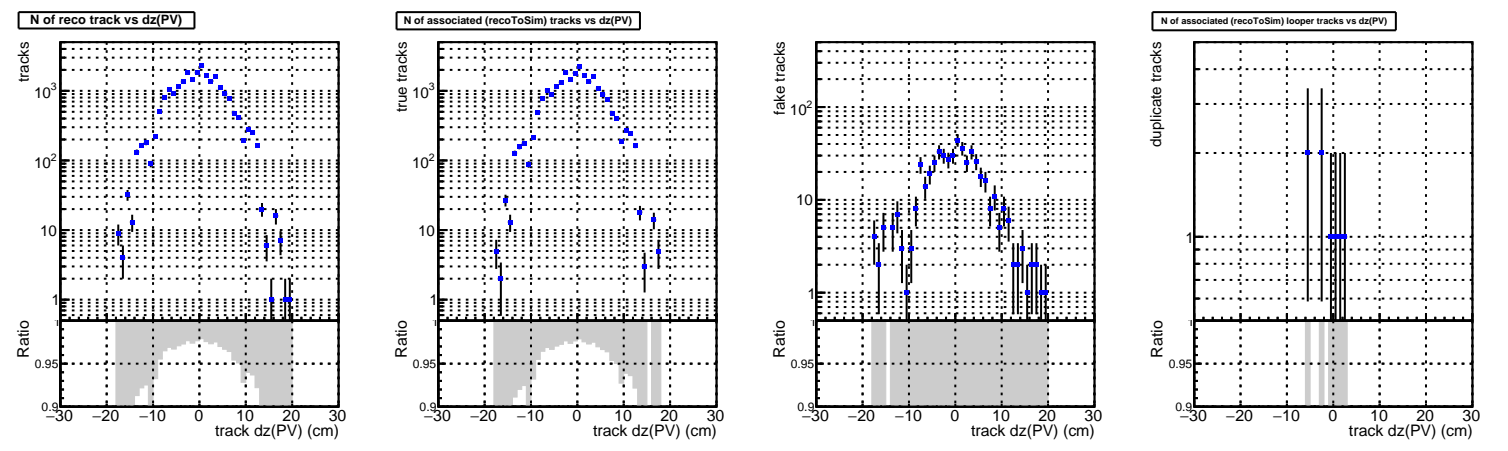 N of reco track vs dz(PV)
tracks
10³
10²
10
1
Ratio
1
0.95
0.9
−30 −20 −10 0 10 20 30
track dz(PV) (cm)
N of associated (recoToSim) tracks vs dz(PV)
true tracks
10³
10²
10
1
Ratio
1
0.95
0.9
−30 −20 −10 0 10 20 30
track dz(PV) (cm)
fake tracks
10²
10
1
Ratio
1
0.95
0.9
−30 −20 −10 0 10 20 30
track dz(PV) (cm)
N of associated (recoToSim) looper tracks vs dz(PV)
duplicate tracks
1
Ratio
1
0.95
0.9
−30 −20 −10 0 10 20 30
track dz(PV) (cm)